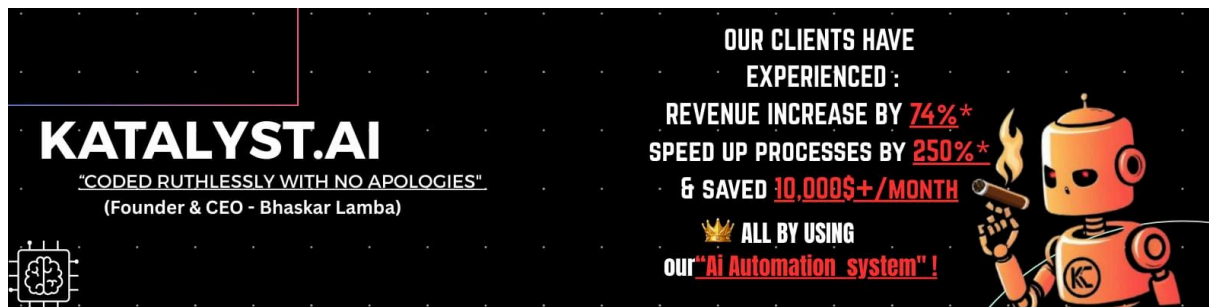 KATALYST.AI
“CODED RUTHLESSLY WITH NO APOLOGIES"
(Founder & CEO - Bhaskar Lamba)
OUR CLIENTS HAVE
EXPERIENCED :
REVENUE INCREASE BY 74%*
SPEED UP PROCESSES BY 250%*
& SAVED 10,000$+/MONTH
ALL BY USING
our“Ai Automation system" !
K